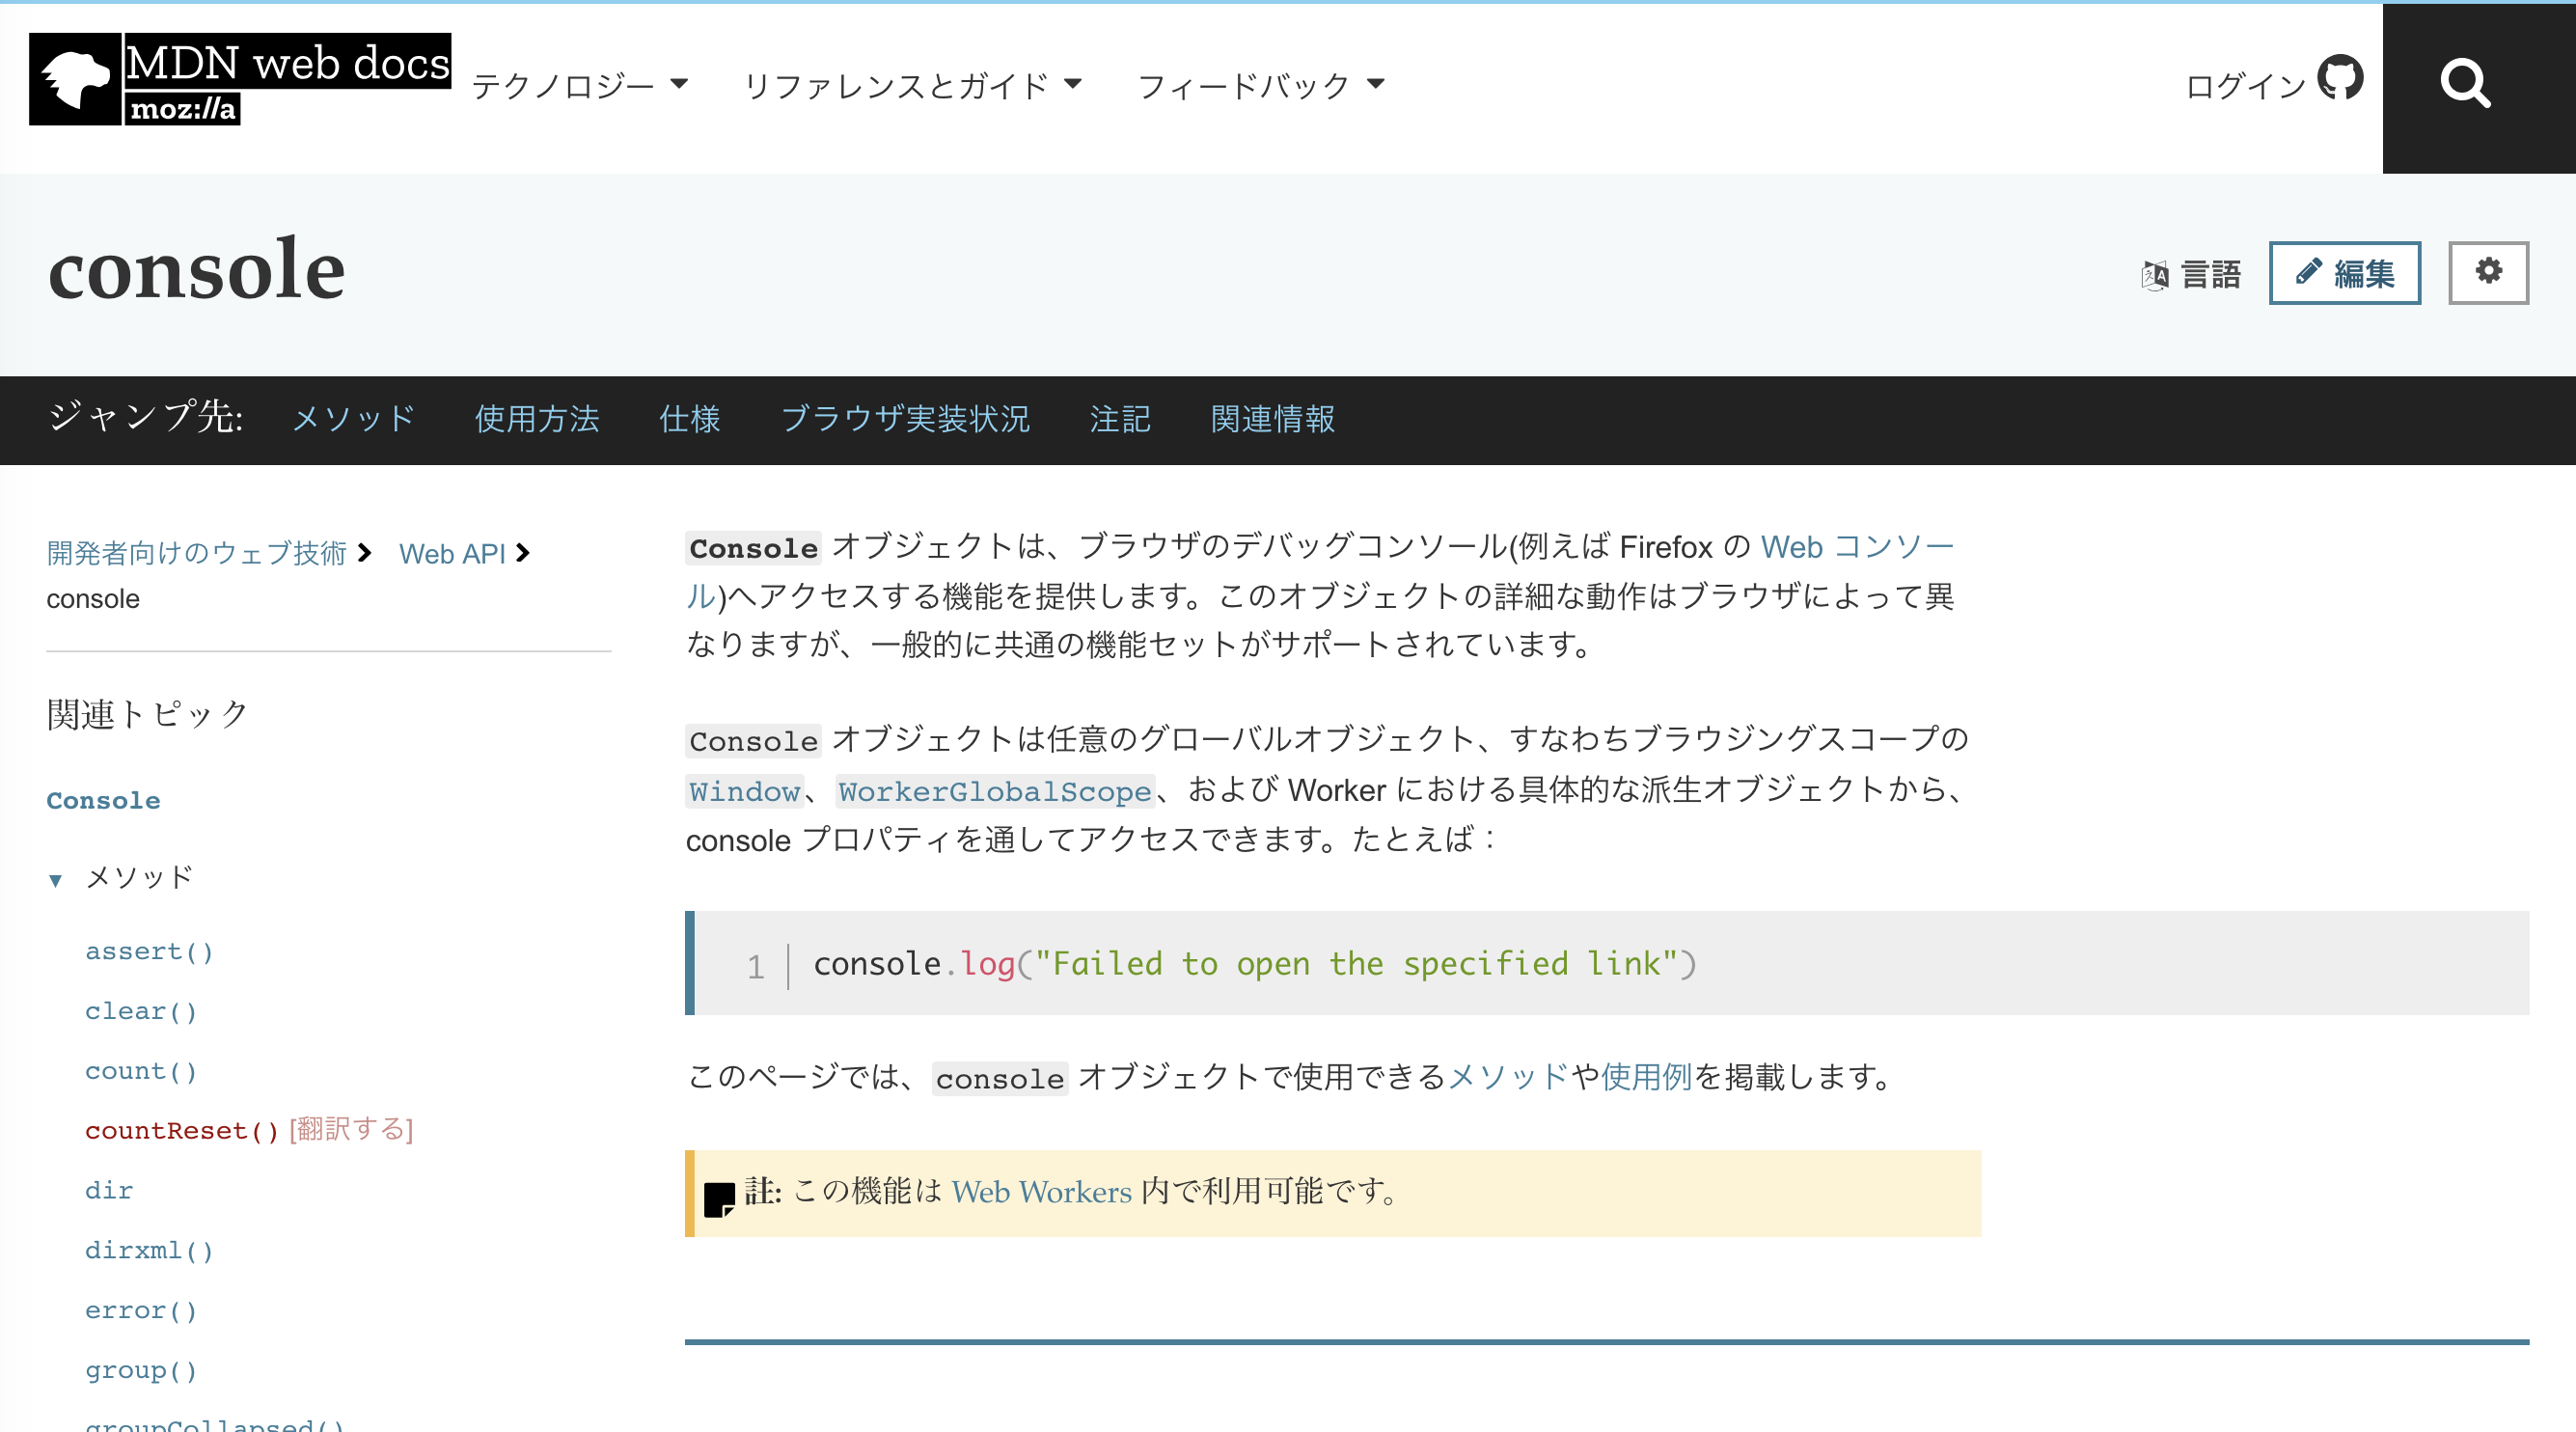 MDN web docs
moz://a
テクノロジー ▼ リファレンスとガイド ▼ フィードバック ▼ ログイン
console
言語 編集
ジャンプ先: メソッド 使用方法 仕様 ブラウザ実装状況 注記 関連情報
開発者向けのウェブ技術 Web API
console
関連トピック
Console
▼ メソッド
assert()
clear()
count()
countReset() [翻訳する]
dir
dirxml()
error()
group()
groupCollapsed()
Console オブジェクトは、ブラウザのデバッグコンソール(例えば Firefox の Web コンソー
ル)へアクセスする機能を提供します。このオブジェクトの詳細な動作はブラウザによって異
なりますが、一般的に共通の機能セットがサポートされています。
Console オブジェクトは任意のグローバルオブジェクト、すなわちブラウジングスコープの
Window、WorkerGlobalScope、および Worker における具体的な派生オブジェクトから、
console プロパティを通してアクセスできます。たとえば：
1 console.log("Failed to open the specified link")
このページでは、console オブジェクトで使用できるメソッドや使用例を掲載します。
註: この機能は Web Workers 内で利用可能です。